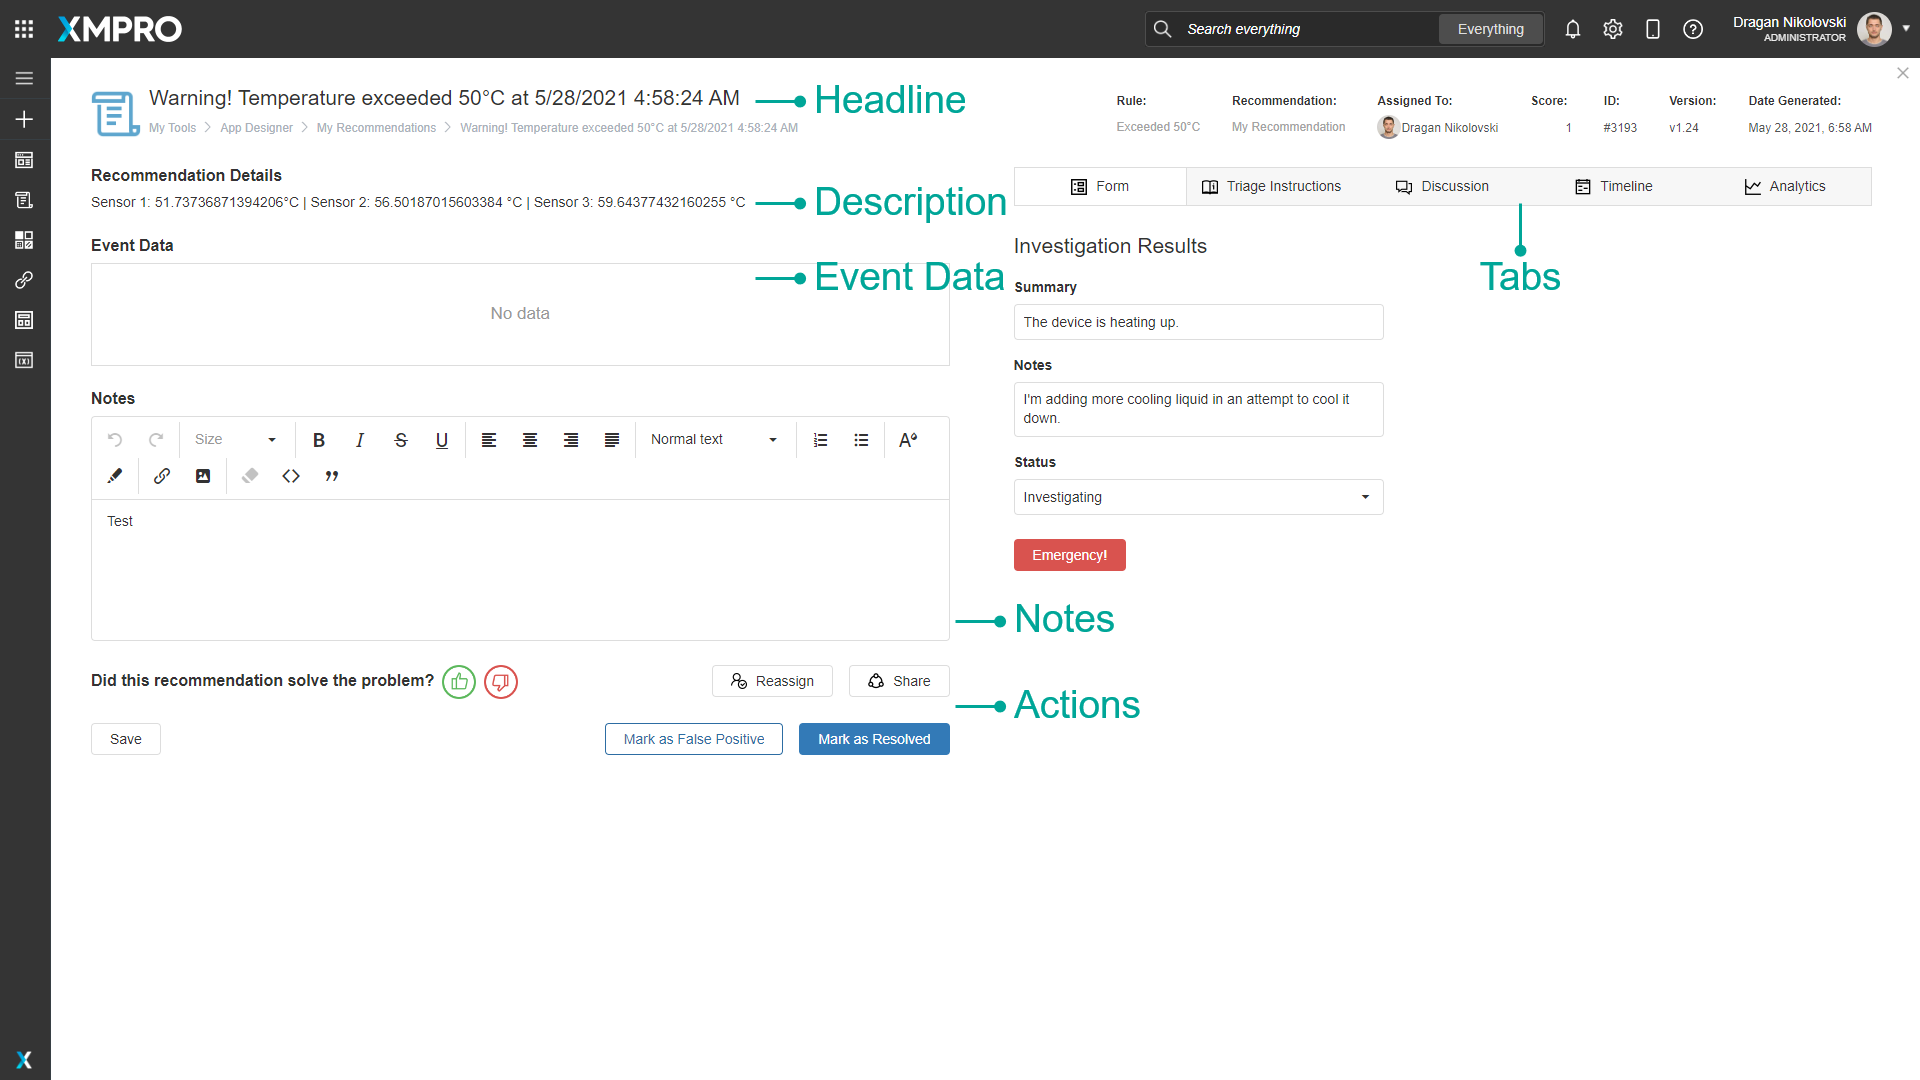 XMPRO
Search everything
Everything
Dragan Nikolovski
ADMINISTRATOR
Warning! Temperature exceeded 50°C at 5/28/2021 4:58:24 AM
Headline
My Tools
App Designer
My Recommendations
Warning! Temperature exceeded 50°C at 5/28/2021 4:58:24 AM
Rule:
Exceeded 50°C
Recommendation:
My Recommendation
Assigned To:
Dragan Nikolovski
Score:
1
ID:
#3193
Version:
v1.24
Date Generated:
May 28, 2021, 6:58 AM
Recommendation Details
Sensor 1: 51.73736871394206°C | Sensor 2: 56.50187015603384 °C | Sensor 3: 59.64377432160255 °C
Description
Event Data
Event Data
No data
Notes
Size
B
I
S
U
Normal text
Test
Notes
Did this recommendation solve the problem?
Reassign
Share
Actions
Save
Mark as False Positive
Mark as Resolved
Form
Triage Instructions
Discussion
Timeline
Analytics
Tabs
Investigation Results
Summary
The device is heating up.
Notes
I'm adding more cooling liquid in an attempt to cool it
down.
Status
Investigating
Emergency!